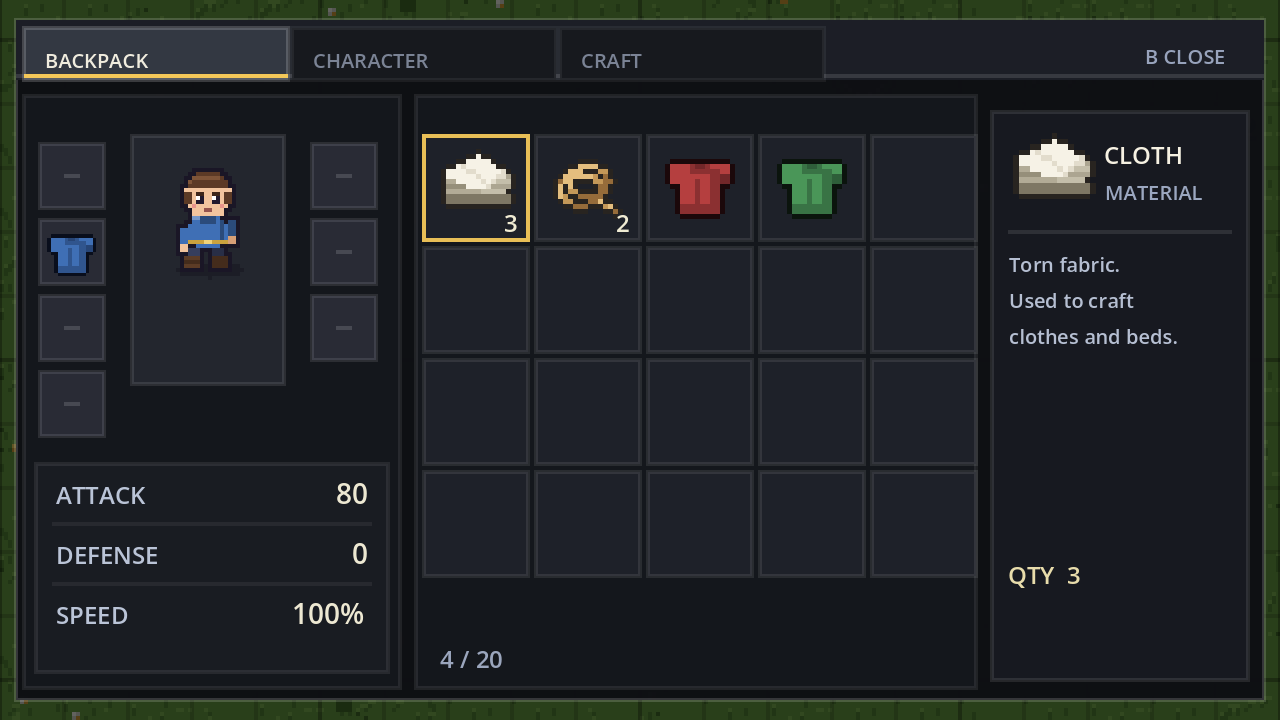 BACKPACK
CHARACTER
CRAFT
B CLOSE
3
2
CLOTH
MATERIAL
Torn fabric.
Used to craft
clothes and beds.
QTY 3
ATTACK 80
DEFENSE 0
SPEED 100%
4 / 20